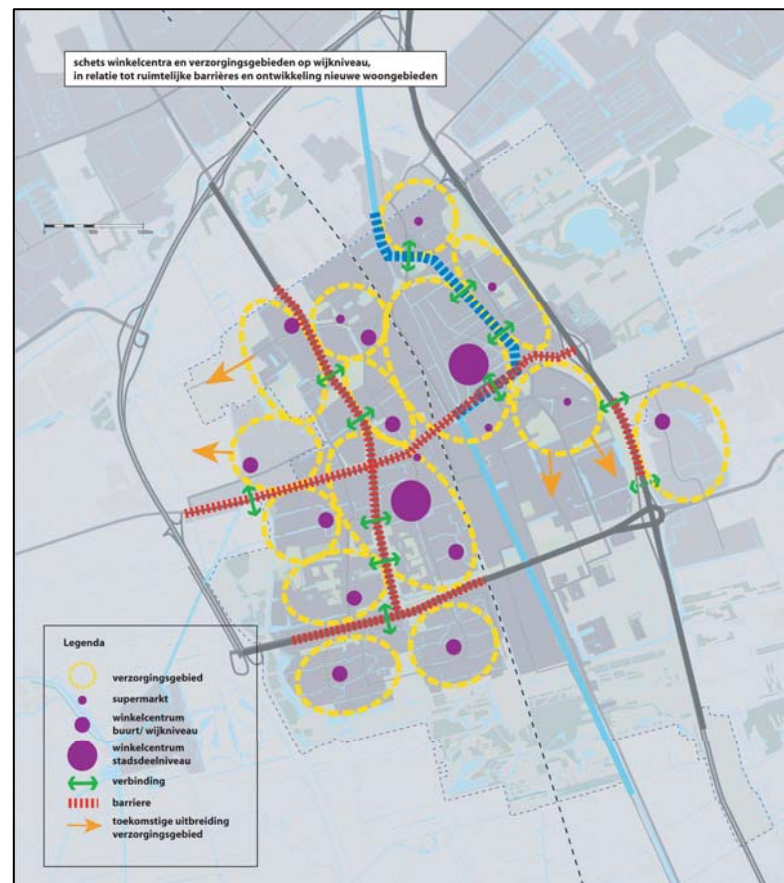 schets winkelcentra en verzorgingsgebieden op wijkniveau,
in relatie tot ruimtelijke barrières en ontwikkeling nieuwe woongebieden
Legenda
verzorgingsgebied
supermarkt
winkelcentrum
buurt/ wijkniveau
winkelcentrum
stadsdeelniveau
verbinding
barriere
toekomstige uitbreiding
verzorgingsgebied